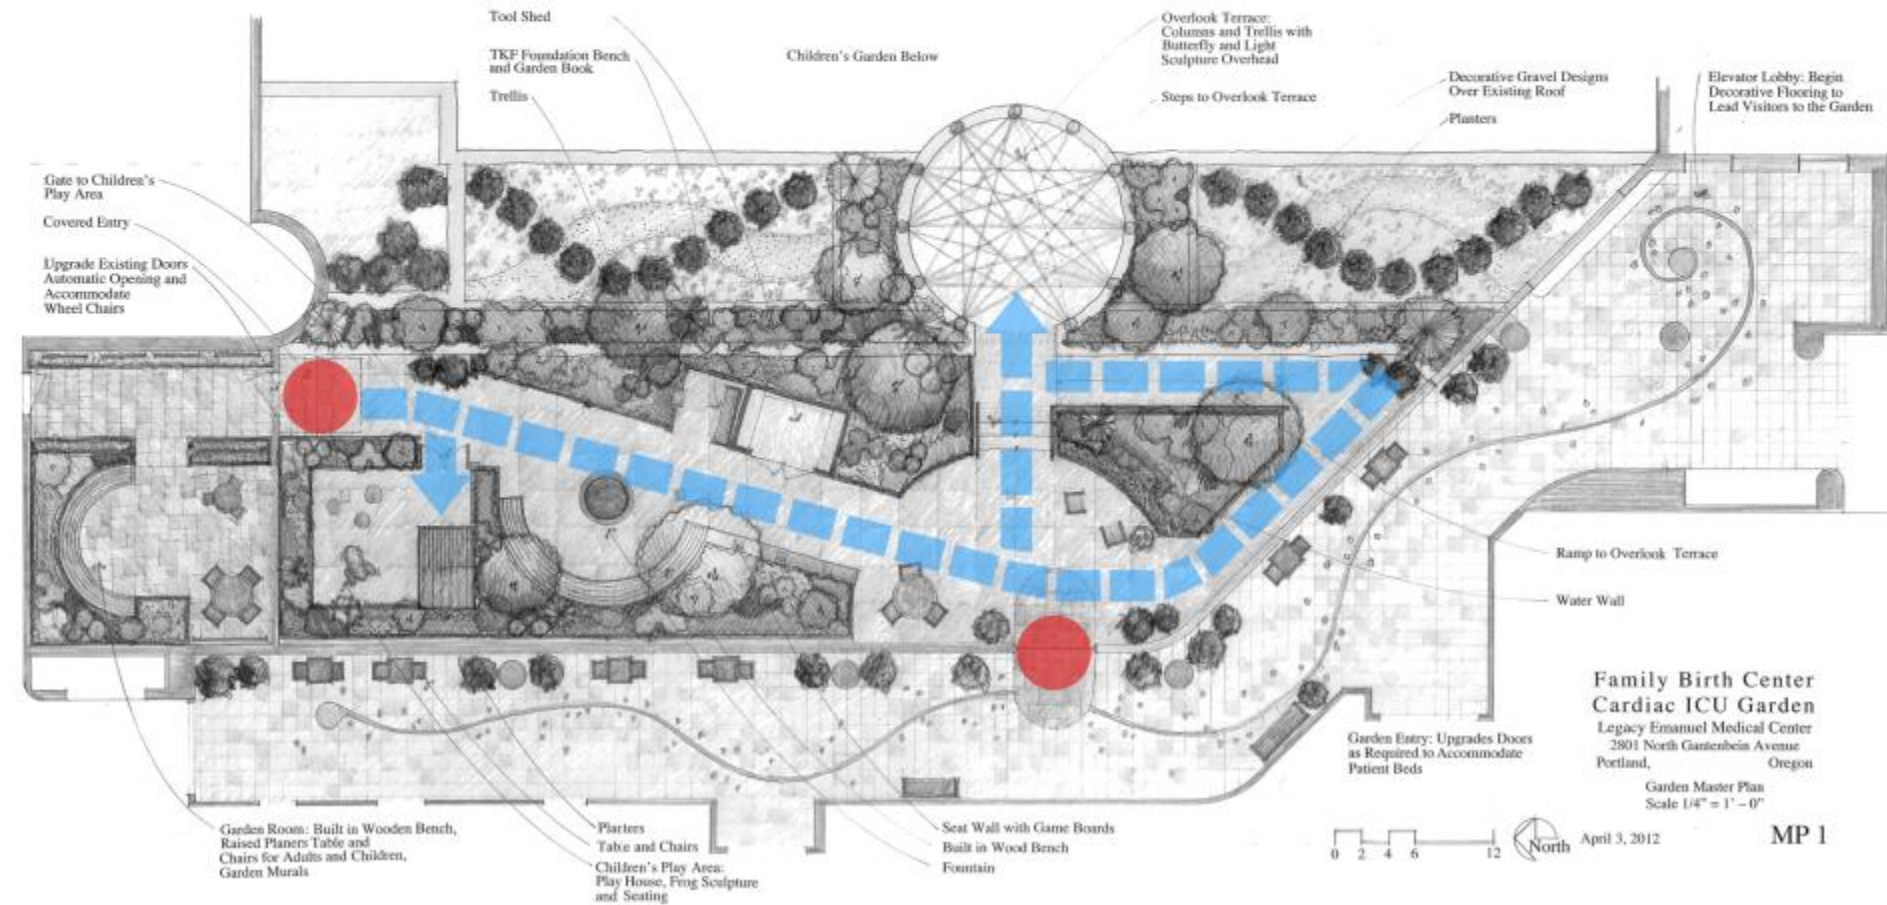 Tool Shed
TKF Foundation Bench
and Garden Book
Trellis
Children's Garden Below
Overlook Terrace:
Columns and Trellis with
Butterfly and Light
Sculpture Overhead
Steps to Overlook Terrace
Decorative Gravel Designs
Over Existing Roof
Planters
Elevator Lobby: Begin
Decorative Flooring to
Lead Visitors to the Garden
Gate to Children's
Play Area
Covered Entry
Upgrade Existing Doors
Automatic Opening and
Accommodate
Wheel Chairs
Ramp to Overlook Terrace
Water Wall
Family Birth Center
Cardiac ICU Garden
Legacy Emanuel Medical Center
2801 North Gantenbein Avenue
Portland, Oregon
Garden Master Plan
Scale 1/4" = 1' – 0"
Garden Entry: Upgrades Doors
as Required to Accommodate
Patient Beds
Garden Room: Built in Wooden Bench,
Raised Planers Table and
Chairs for Adults and Children,
Garden Murals
Planters
Table and Chairs
Children's Play Area:
Play House, Frog Sculpture
and Seating
Seat Wall with Game Boards
Built in Wood Bench
Fountain
0 2 4 6 12
North
April 3, 2012
MP 1